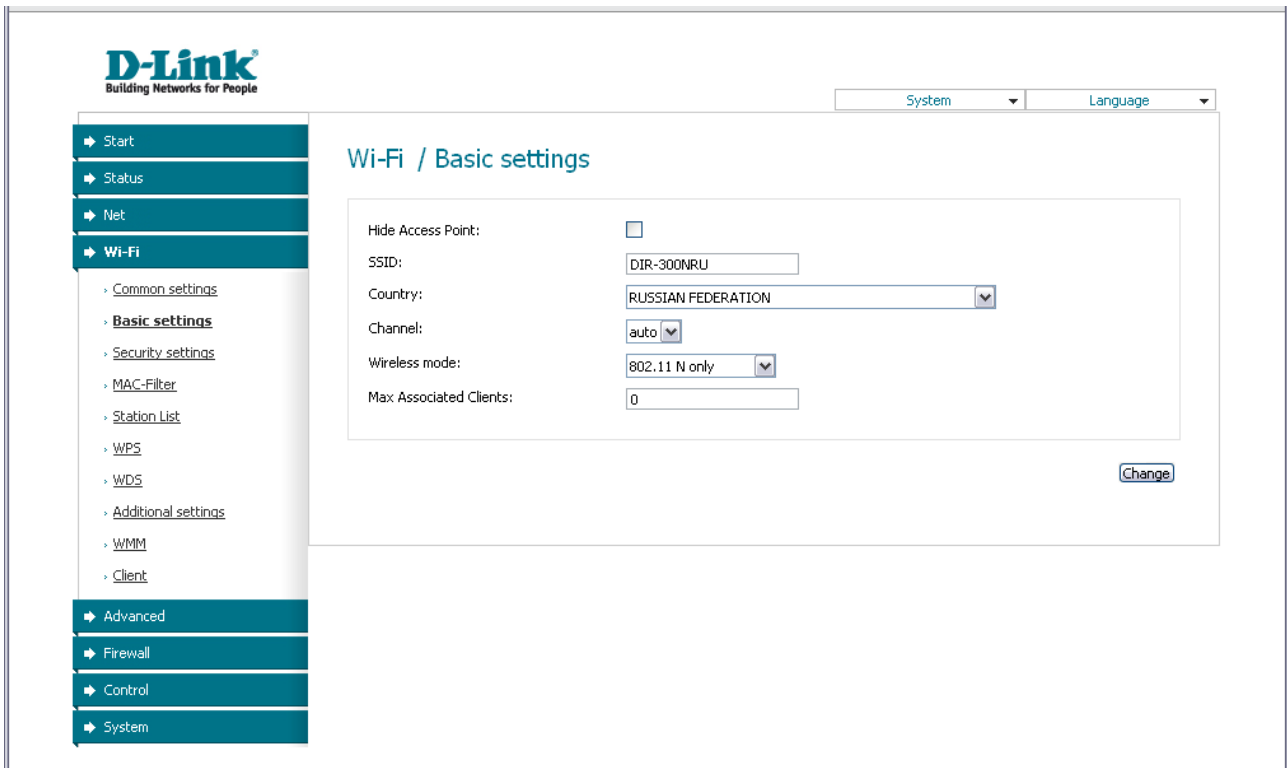 D-Link
Building Networks for People
System Language
Start
Status
Net
Wi-Fi
Common settings
Basic settings
Security settings
MAC-Filter
Station List
WPS
WDS
Additional settings
WMM
Client
Advanced
Firewall
Control
System
Wi-Fi / Basic settings
Hide Access Point:
SSID: DIR-300NRU
Country: RUSSIAN FEDERATION
Channel: auto
Wireless mode: 802.11 N only
Max Associated Clients: 0
Change